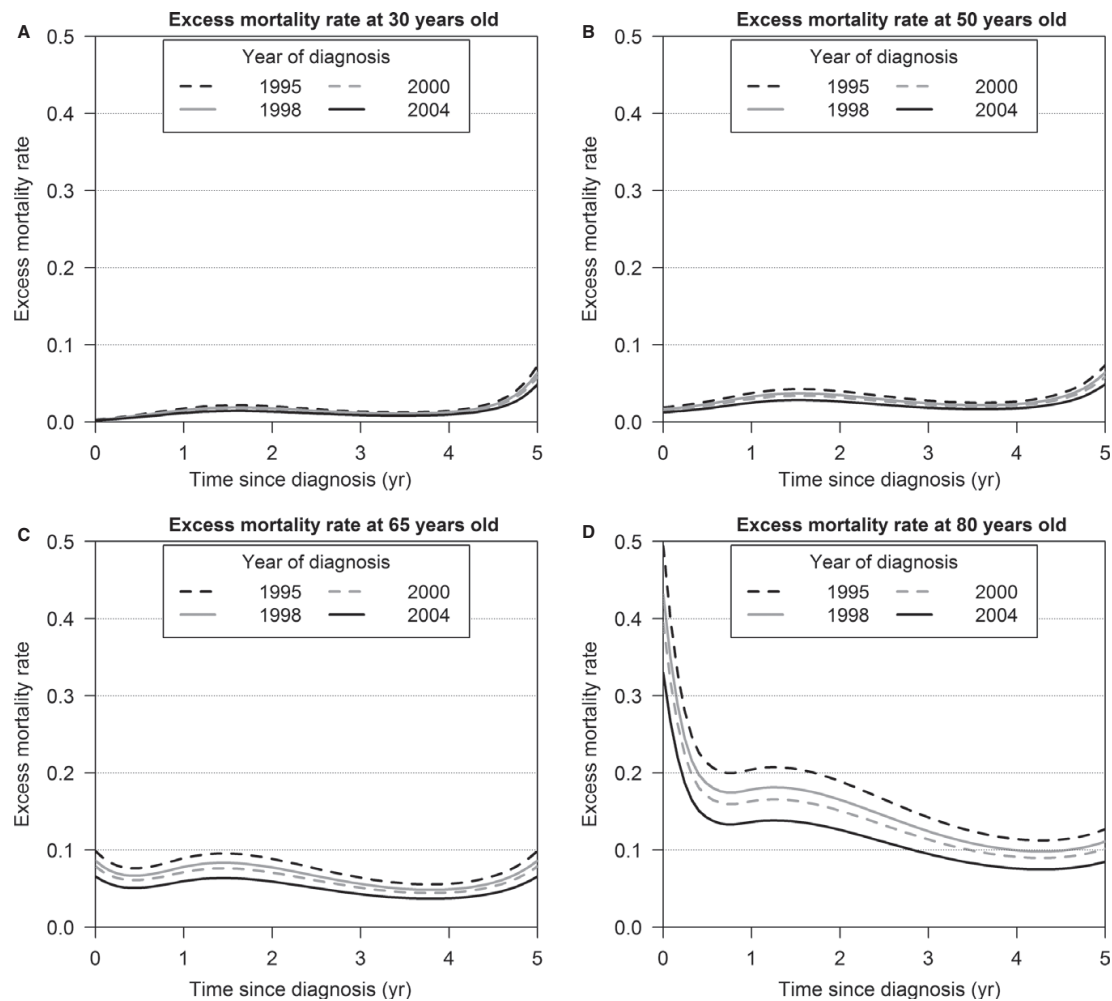 A
Excess mortality rate at 30 years old
Year of diagnosis
1995 2000
1998 2004
0.5
0.4
0.3
0.2
0.1
0.0
Excess mortality rate
0 1 2 3 4 5
Time since diagnosis (yr)
B
Excess mortality rate at 50 years old
Year of diagnosis
1995 2000
1998 2004
0.5
0.4
0.3
0.2
0.1
0.0
Excess mortality rate
0 1 2 3 4 5
Time since diagnosis (yr)
C
Excess mortality rate at 65 years old
Year of diagnosis
1995 2000
1998 2004
0.5
0.4
0.3
0.2
0.1
0.0
Excess mortality rate
0 1 2 3 4 5
Time since diagnosis (yr)
D
Excess mortality rate at 80 years old
Year of diagnosis
1995 2000
1998 2004
0.5
0.4
0.3
0.2
0.1
0.0
Excess mortality rate
0 1 2 3 4 5
Time since diagnosis (yr)